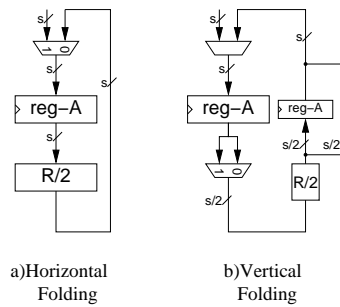 s
1 0
s
s
reg−A
s
R/2
s
s
reg−A
1 0
s/2
s
reg−A
s/2
s/2
R/2
a)Horizontal
Folding
b)Vertical
Folding